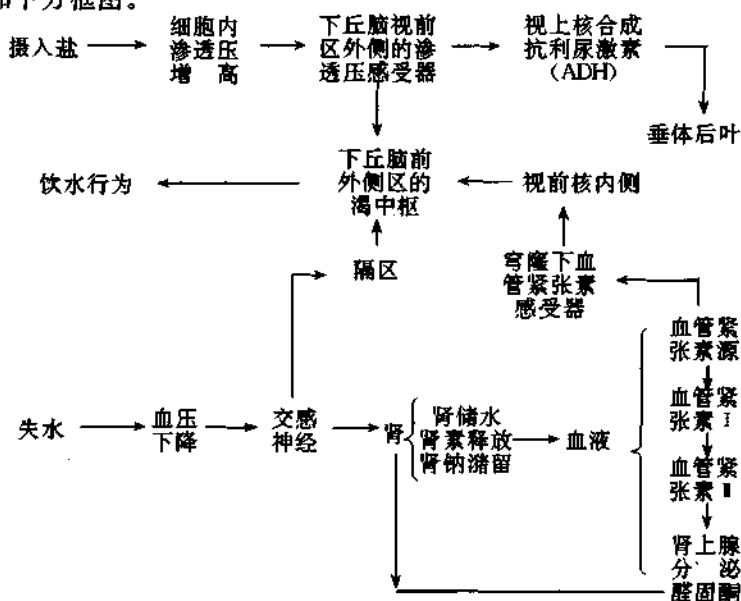 如下方框图。
摄入盐
细胞内
渗透压
增 高
下丘脑视前
区外侧的渗
透压感受器
视上核合成
抗利尿激素
(ADH)
垂体后叶
饮水行为
下丘脑前
外侧区的
渴中枢
视前核内侧
隔区
穹窿下血
管紧张素
感受器
血管紧
张素源
血管紧
张素Ⅰ
血管紧
张素Ⅱ
肾上腺
分 泌
醛固酮
失水
血压
下降
交感
神经
肾
肾储水
肾素释放
肾钠潴留
血液